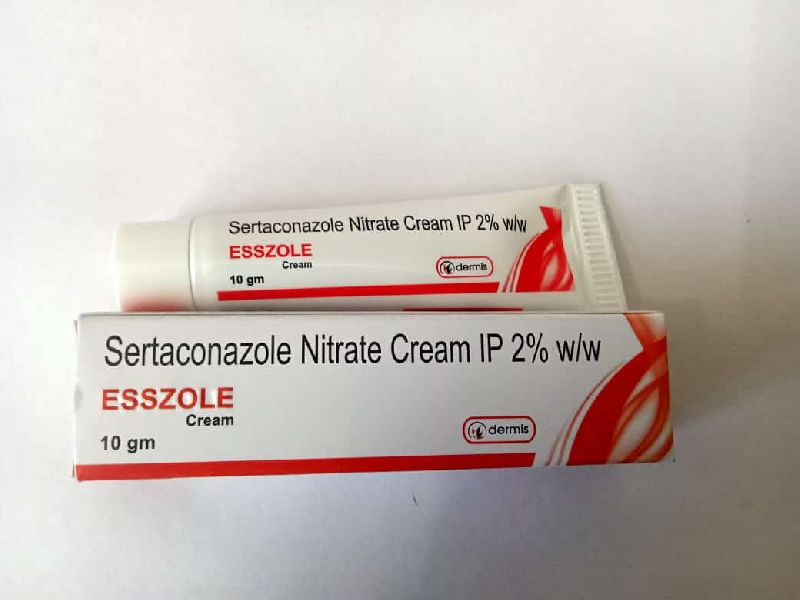 Sertaconazole Nitrate Cream IP 2% w/w
ESSZOLE
Cream
10 gm
dermis
Sertaconazole Nitrate Cream IP 2% w/w
ESSZOLE
Cream
10 gm
dermis